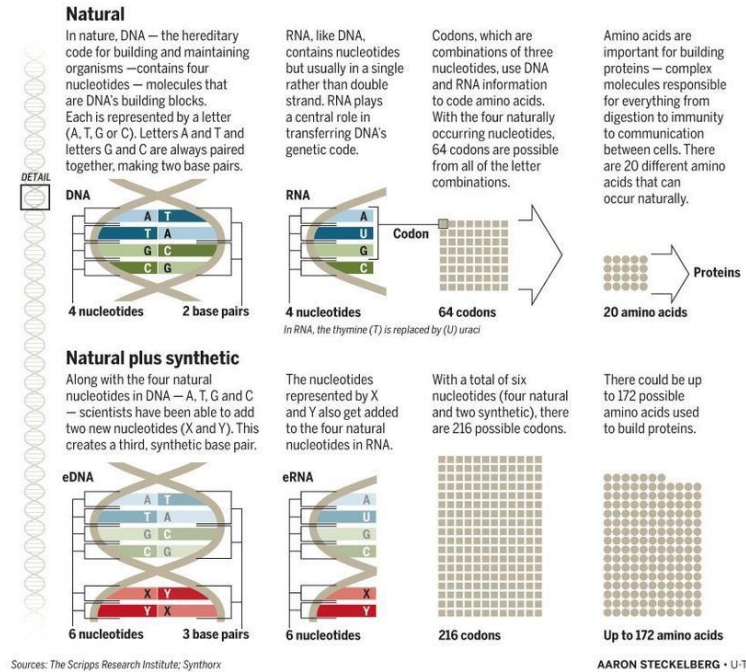 Natural
In nature, DNA — the hereditary
code for building and maintaining
organisms —contains four
nucleotides — molecules that
are DNA's building blocks.
Each is represented by a letter
(A, T, G or C). Letters A and T and
letters G and C are always paired
together, making two base pairs.
RNA, like DNA,
contains nucleotides
but usually in a single
rather than double
strand. RNA plays
a central role in
transferring DNA's
genetic code.
Codons, which are
combinations of three
nucleotides, use DNA
and RNA information
to code amino acids.
With the four naturally
occurring nucleotides,
64 codons are possible
from all of the letter
combinations.
Amino acids are
important for building
proteins — complex
molecules responsible
for everything from
digestion to immunity
to communication
between cells. There
are 20 different amino
acids that can
occur naturally.
DETAIL
DNA
A T
T A
G C
C G
4 nucleotides
2 base pairs
RNA
A
U
G
C
Codon
4 nucleotides
64 codons
Proteins
20 amino acids
In RNA, the thymine (T) is replaced by (U) uraci
Natural plus synthetic
Along with the four natural
nucleotides in DNA — A, T, G and C
— scientists have been able to add
two new nucleotides (X and Y). This
creates a third, synthetic base pair.
The nucleotides
represented by X
and Y also get added
to the four natural
nucleotides in RNA.
With a total of six
nucleotides (four natural
and two synthetic), there
are 216 possible codons.
There could be up
to 172 possible
amino acids used
to build proteins.
eDNA
A T
T A
G C
C G
X Y
Y X
6 nucleotides
3 base pairs
eRNA
A
U
G
C
X
Y
6 nucleotides
216 codons
Up to 172 amino acids
Sources: The Scripps Research Institute; Synthorx
AARON STECKELBERG • U-T